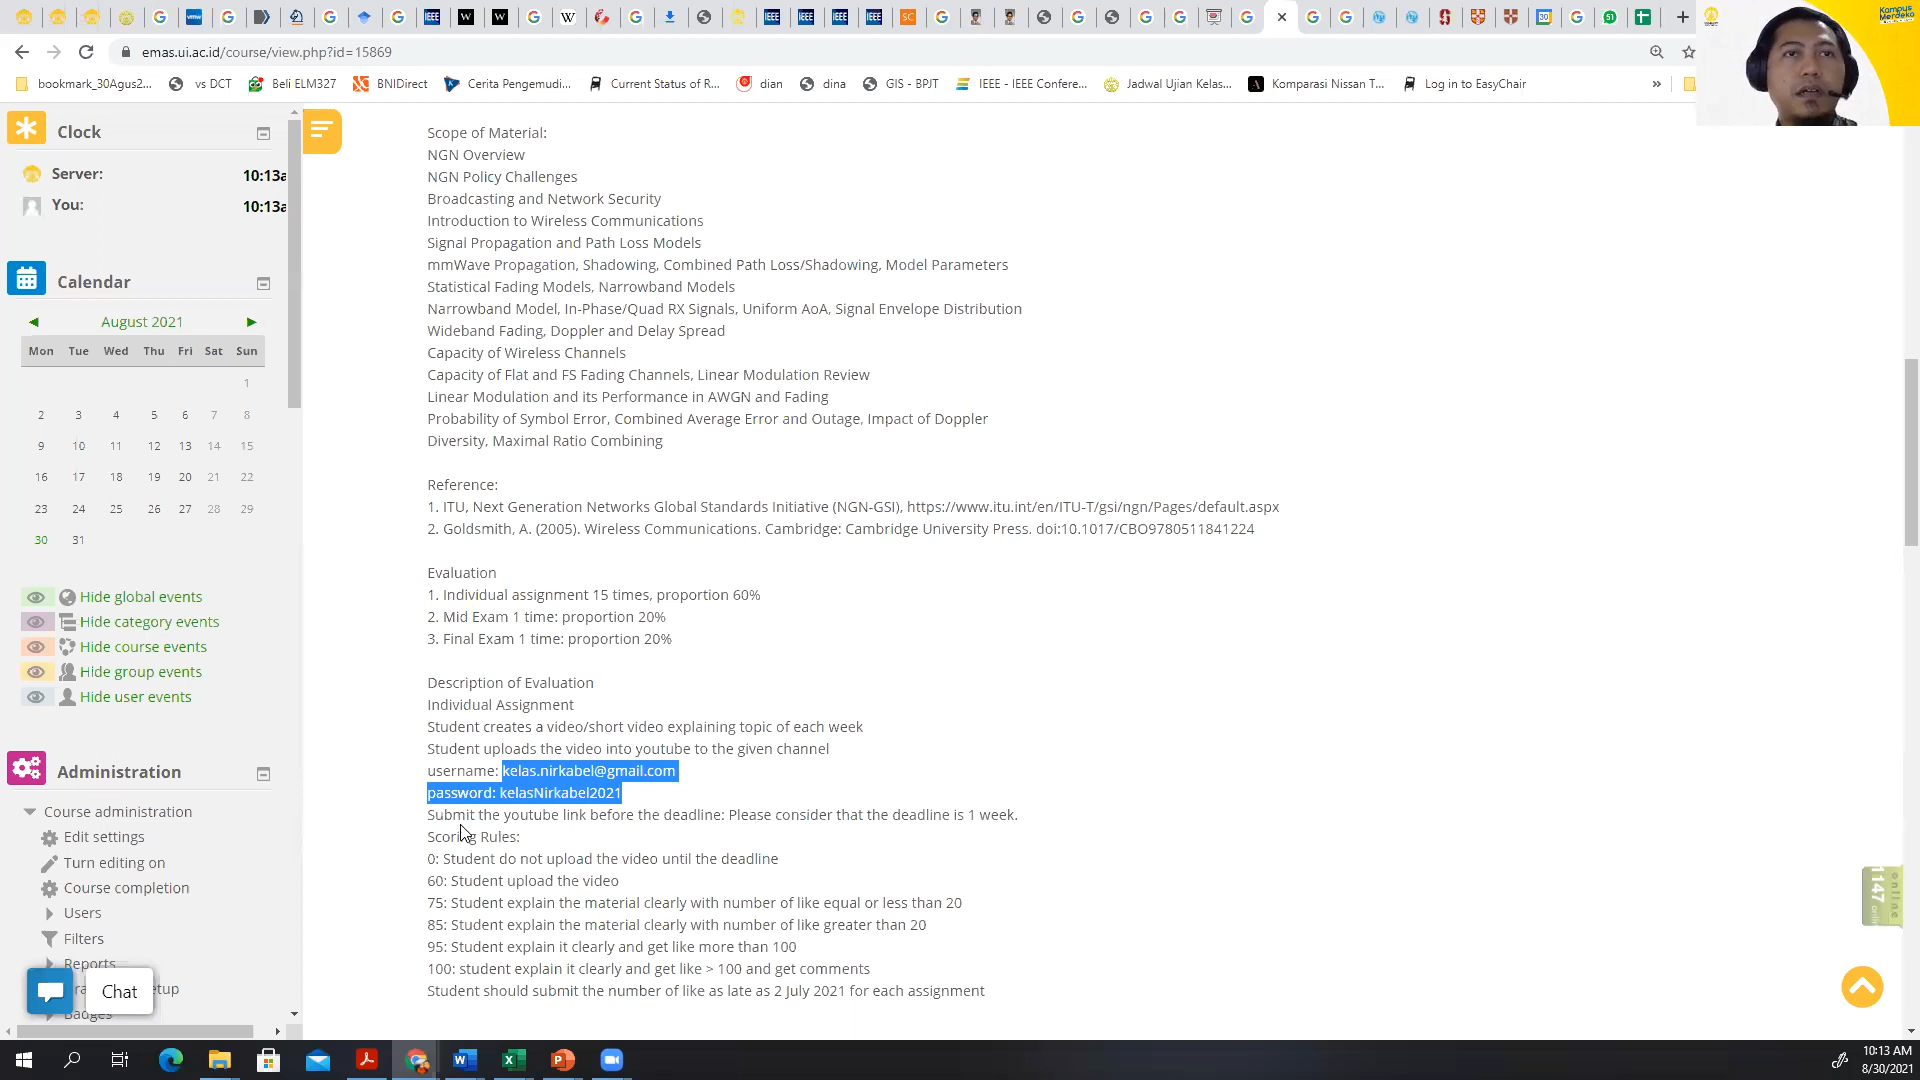 emas.ui.ac.id/course/view.php?id=15869
bookmark_30Agus2...
vs DCT
Beli ELM327
BNIDirect
Cerita Pengemudi...
Current Status of R...
dian
dina
GIS - BPJT
IEEE - IEEE Confere...
Jadwal Ujian Kelas...
Komparasi Nissan T...
Log in to EasyChair
Clock
Server: 10:13a
You: 10:13a
Calendar
August 2021
Mon Tue Wed Thu Fri Sat Sun
1
2 3 4 5 6 7 8
9 10 11 12 13 14 15
16 17 18 19 20 21 22
23 24 25 26 27 28 29
30 31
Hide global events
Hide category events
Hide course events
Hide group events
Hide user events
Administration
Course administration
Edit settings
Turn editing on
Course completion
Users
Filters
Reports
Badges
Chat
Scope of Material:
NGN Overview
NGN Policy Challenges
Broadcasting and Network Security
Introduction to Wireless Communications
Signal Propagation and Path Loss Models
mmWave Propagation, Shadowing, Combined Path Loss/Shadowing, Model Parameters
Statistical Fading Models, Narrowband Models
Narrowband Model, In-Phase/Quad RX Signals, Uniform AoA, Signal Envelope Distribution
Wideband Fading, Doppler and Delay Spread
Capacity of Wireless Channels
Capacity of Flat and FS Fading Channels, Linear Modulation Review
Linear Modulation and its Performance in AWGN and Fading
Probability of Symbol Error, Combined Average Error and Outage, Impact of Doppler
Diversity, Maximal Ratio Combining
Reference:
1. ITU, Next Generation Networks Global Standards Initiative (NGN-GSI), https://www.itu.int/en/ITU-T/gsi/ngn/Pages/default.aspx
2. Goldsmith, A. (2005). Wireless Communications. Cambridge: Cambridge University Press. doi:10.1017/CBO9780511841224
Evaluation
1. Individual assignment 15 times, proportion 60%
2. Mid Exam 1 time: proportion 20%
3. Final Exam 1 time: proportion 20%
Description of Evaluation
Individual Assignment
Student creates a video/short video explaining topic of each week
Student uploads the video into youtube to the given channel
username: kelas.nirkabel@gmail.com
password: kelasNirkabel2021
Submit the youtube link before the deadline: Please consider that the deadline is 1 week.
Scoring Rules:
0: Student do not upload the video until the deadline
60: Student upload the video
75: Student explain the material clearly with number of like equal or less than 20
85: Student explain the material clearly with number of like greater than 20
95: Student explain it clearly and get like more than 100
100: student explain it clearly and get like > 100 and get comments
Student should submit the number of like as late as 2 July 2021 for each assignment
Kampus
Merdeka
online
1147
10:13 AM
8/30/2021